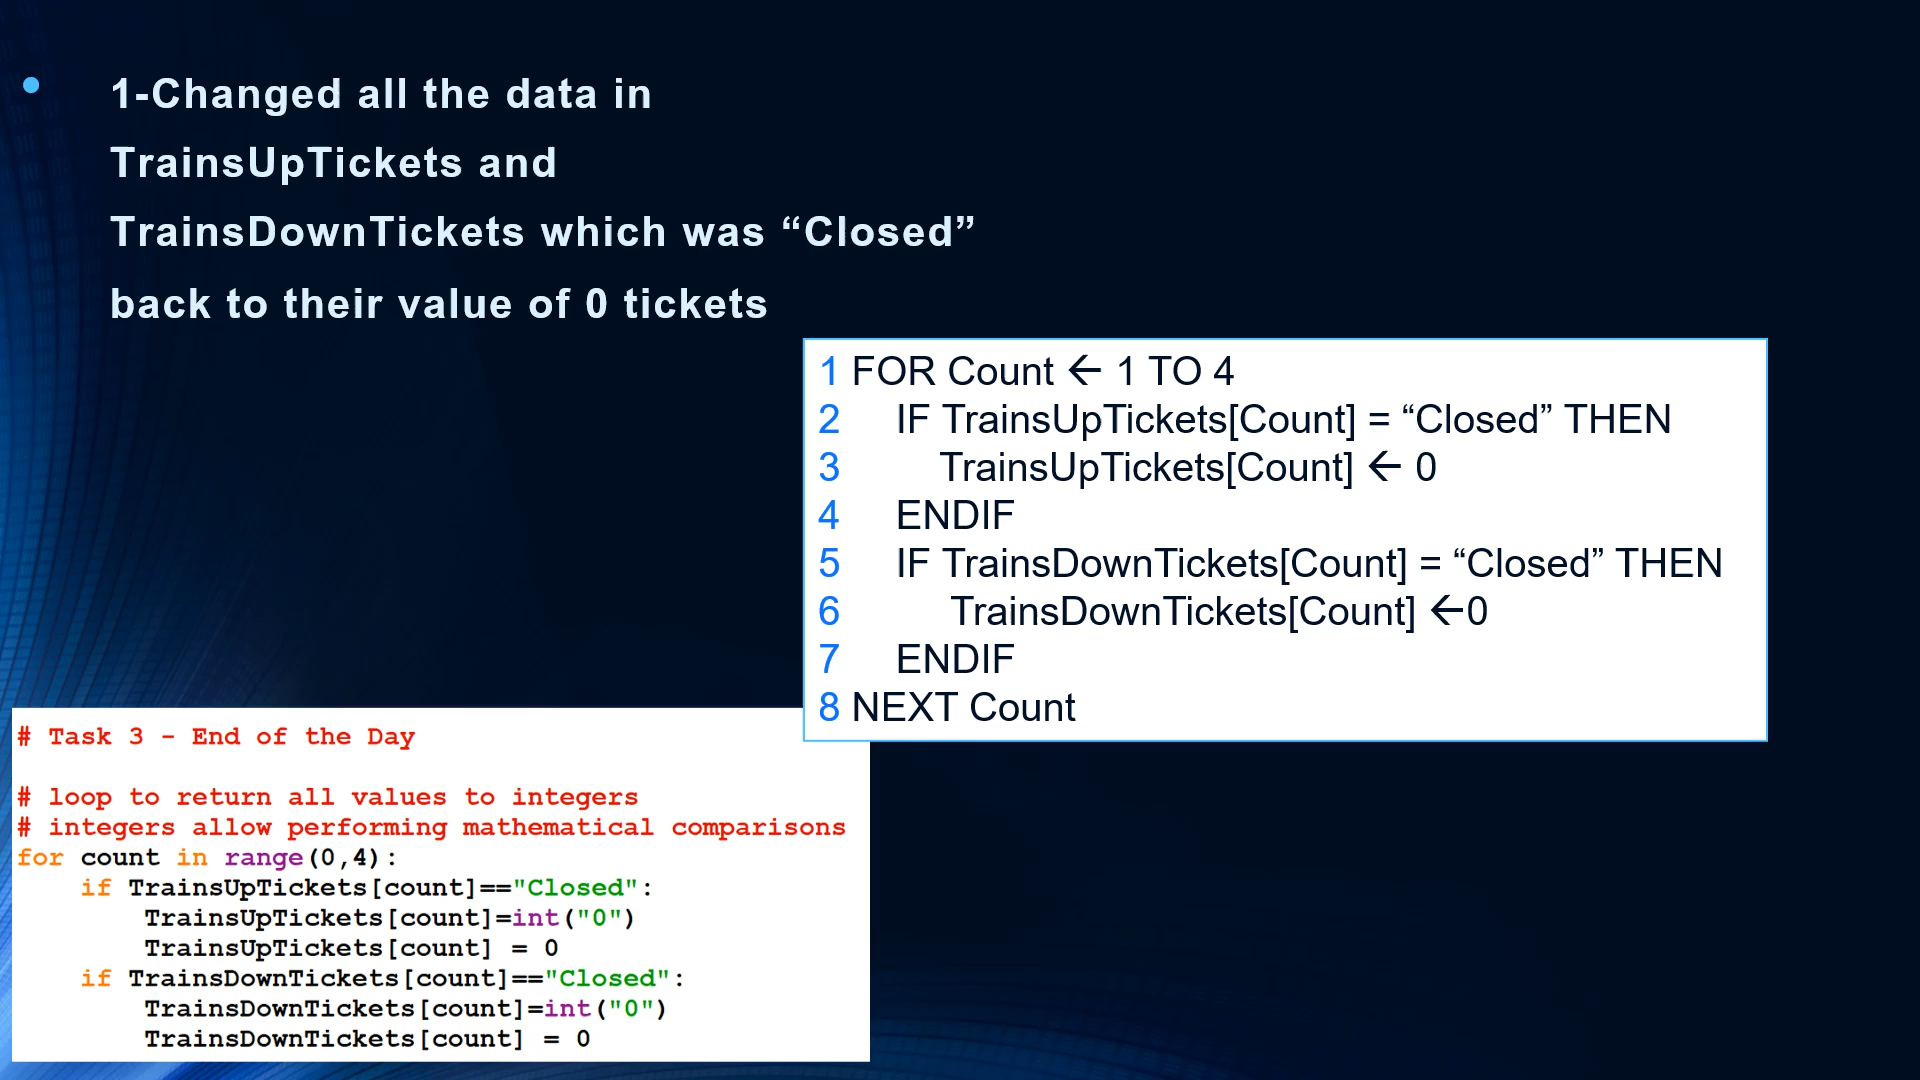 • 1-Changed all the data in
TrainsUpTickets and
TrainsDownTickets which was “Closed”
back to their value of 0 tickets
1 FOR Count ← 1 TO 4
2 IF TrainsUpTickets[Count] = “Closed” THEN
3 TrainsUpTickets[Count] ← 0
4 ENDIF
5 IF TrainsDownTickets[Count] = “Closed” THEN
6 TrainsDownTickets[Count] ←0
7 ENDIF
8 NEXT Count
# Task 3 - End of the Day
# loop to return all values to integers
# integers allow performing mathematical comparisons
for count in range(0,4):
    if TrainsUpTickets[count]=="Closed":
        TrainsUpTickets[count]=int("0")
        TrainsUpTickets[count] = 0
    if TrainsDownTickets[count]=="Closed":
        TrainsDownTickets[count]=int("0")
        TrainsDownTickets[count] = 0